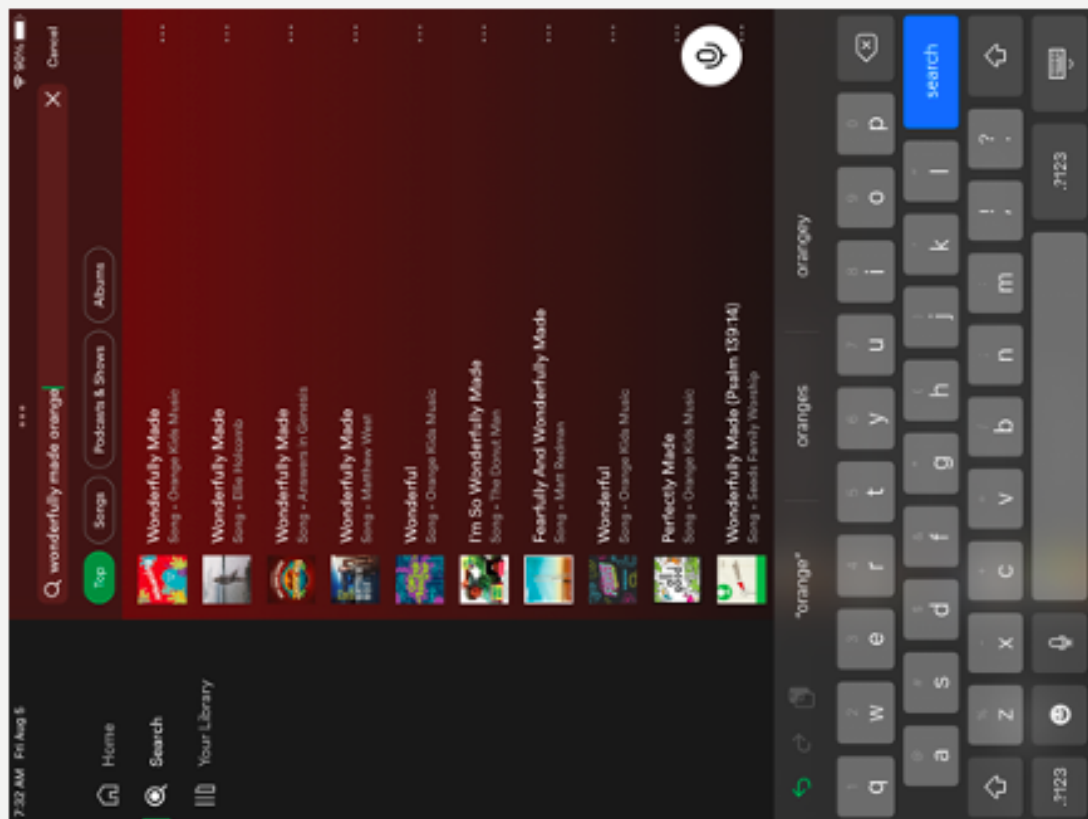 7:32 AM Fri Aug 5
90%
wonderfully made orange
Cancel
Top
Songs
Podcasts & Shows
Albums
Home
Search
Your Library
Wonderfully Made
Song • Orange Kids Music
Wonderfully Made
Song • Ellie Holcomb
Wonderfully Made
Song • Answers in Genesis
Wonderfully Made
Song • Matthew West
Wonderful
Song • Orange Kids Music
I'm So Wonderfully Made
Song • The Donut Man
Fearfully And Wonderfully Made
Song • Matt Redman
Wonderful
Song • Orange Kids Music
Perfectly Made
Song • Orange Kids Music
Wonderfully Made (Psalm 139:14)
Song • Seeds Family Worship
"orange" oranges orangey
q w e r t y u i o p
a s d f g h j k l search
z x c v b n m ! , ? .
.?123 .?123